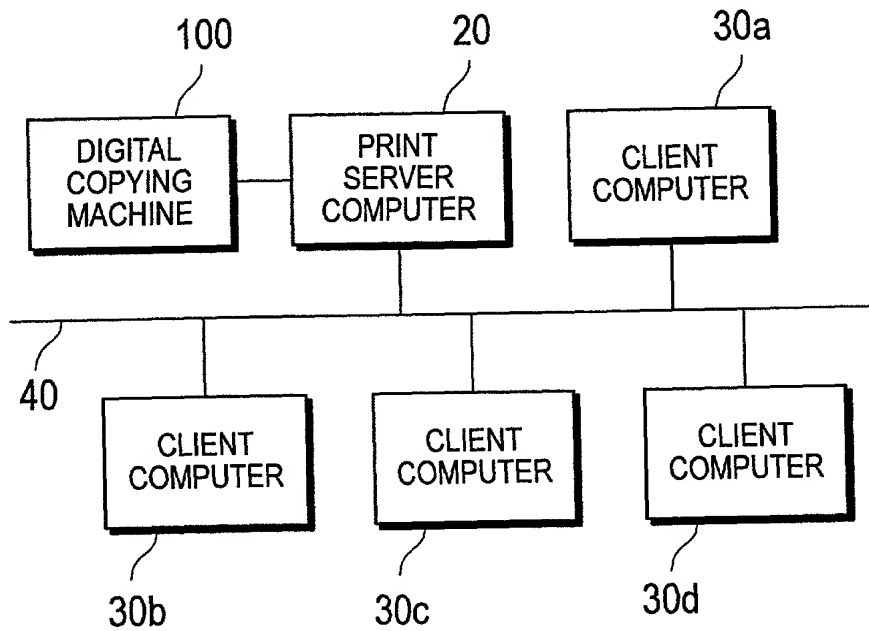 100
20
30a
DIGITAL
COPYING
MACHINE
PRINT
SERVER
COMPUTER
CLIENT
COMPUTER
40
CLIENT
COMPUTER
CLIENT
COMPUTER
CLIENT
COMPUTER
30b
30c
30d